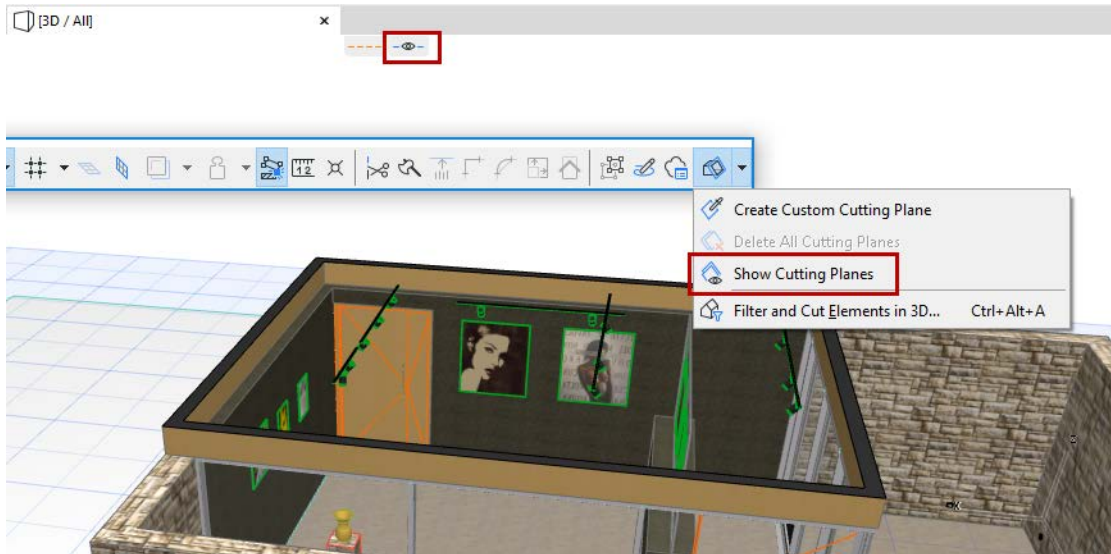 [3D / All]
12
Create Custom Cutting Plane
Delete All Cutting Planes
Show Cutting Planes
Filter and Cut Elements in 3D... Ctrl+Alt+A
z
x